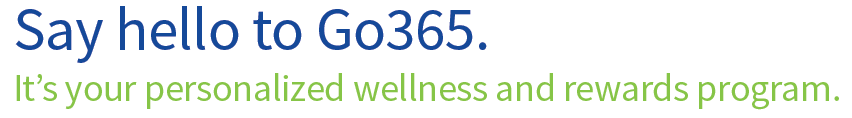 Say hello to Go365.
It’s your personalized wellness and rewards program.